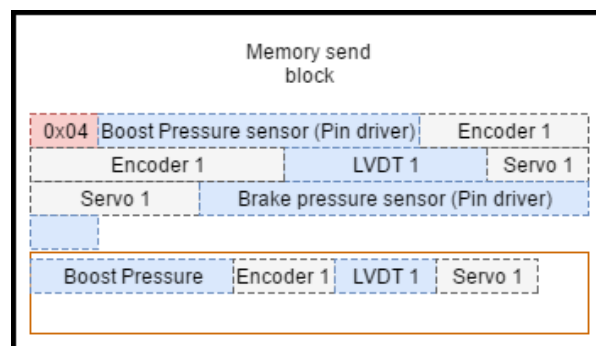 Memory send
block
0x04 Boost Pressure sensor (Pin driver) Encoder 1
Encoder 1 LVDT 1 Servo 1
Servo 1 Brake pressure sensor (Pin driver)
Boost Pressure Encoder 1 LVDT 1 Servo 1